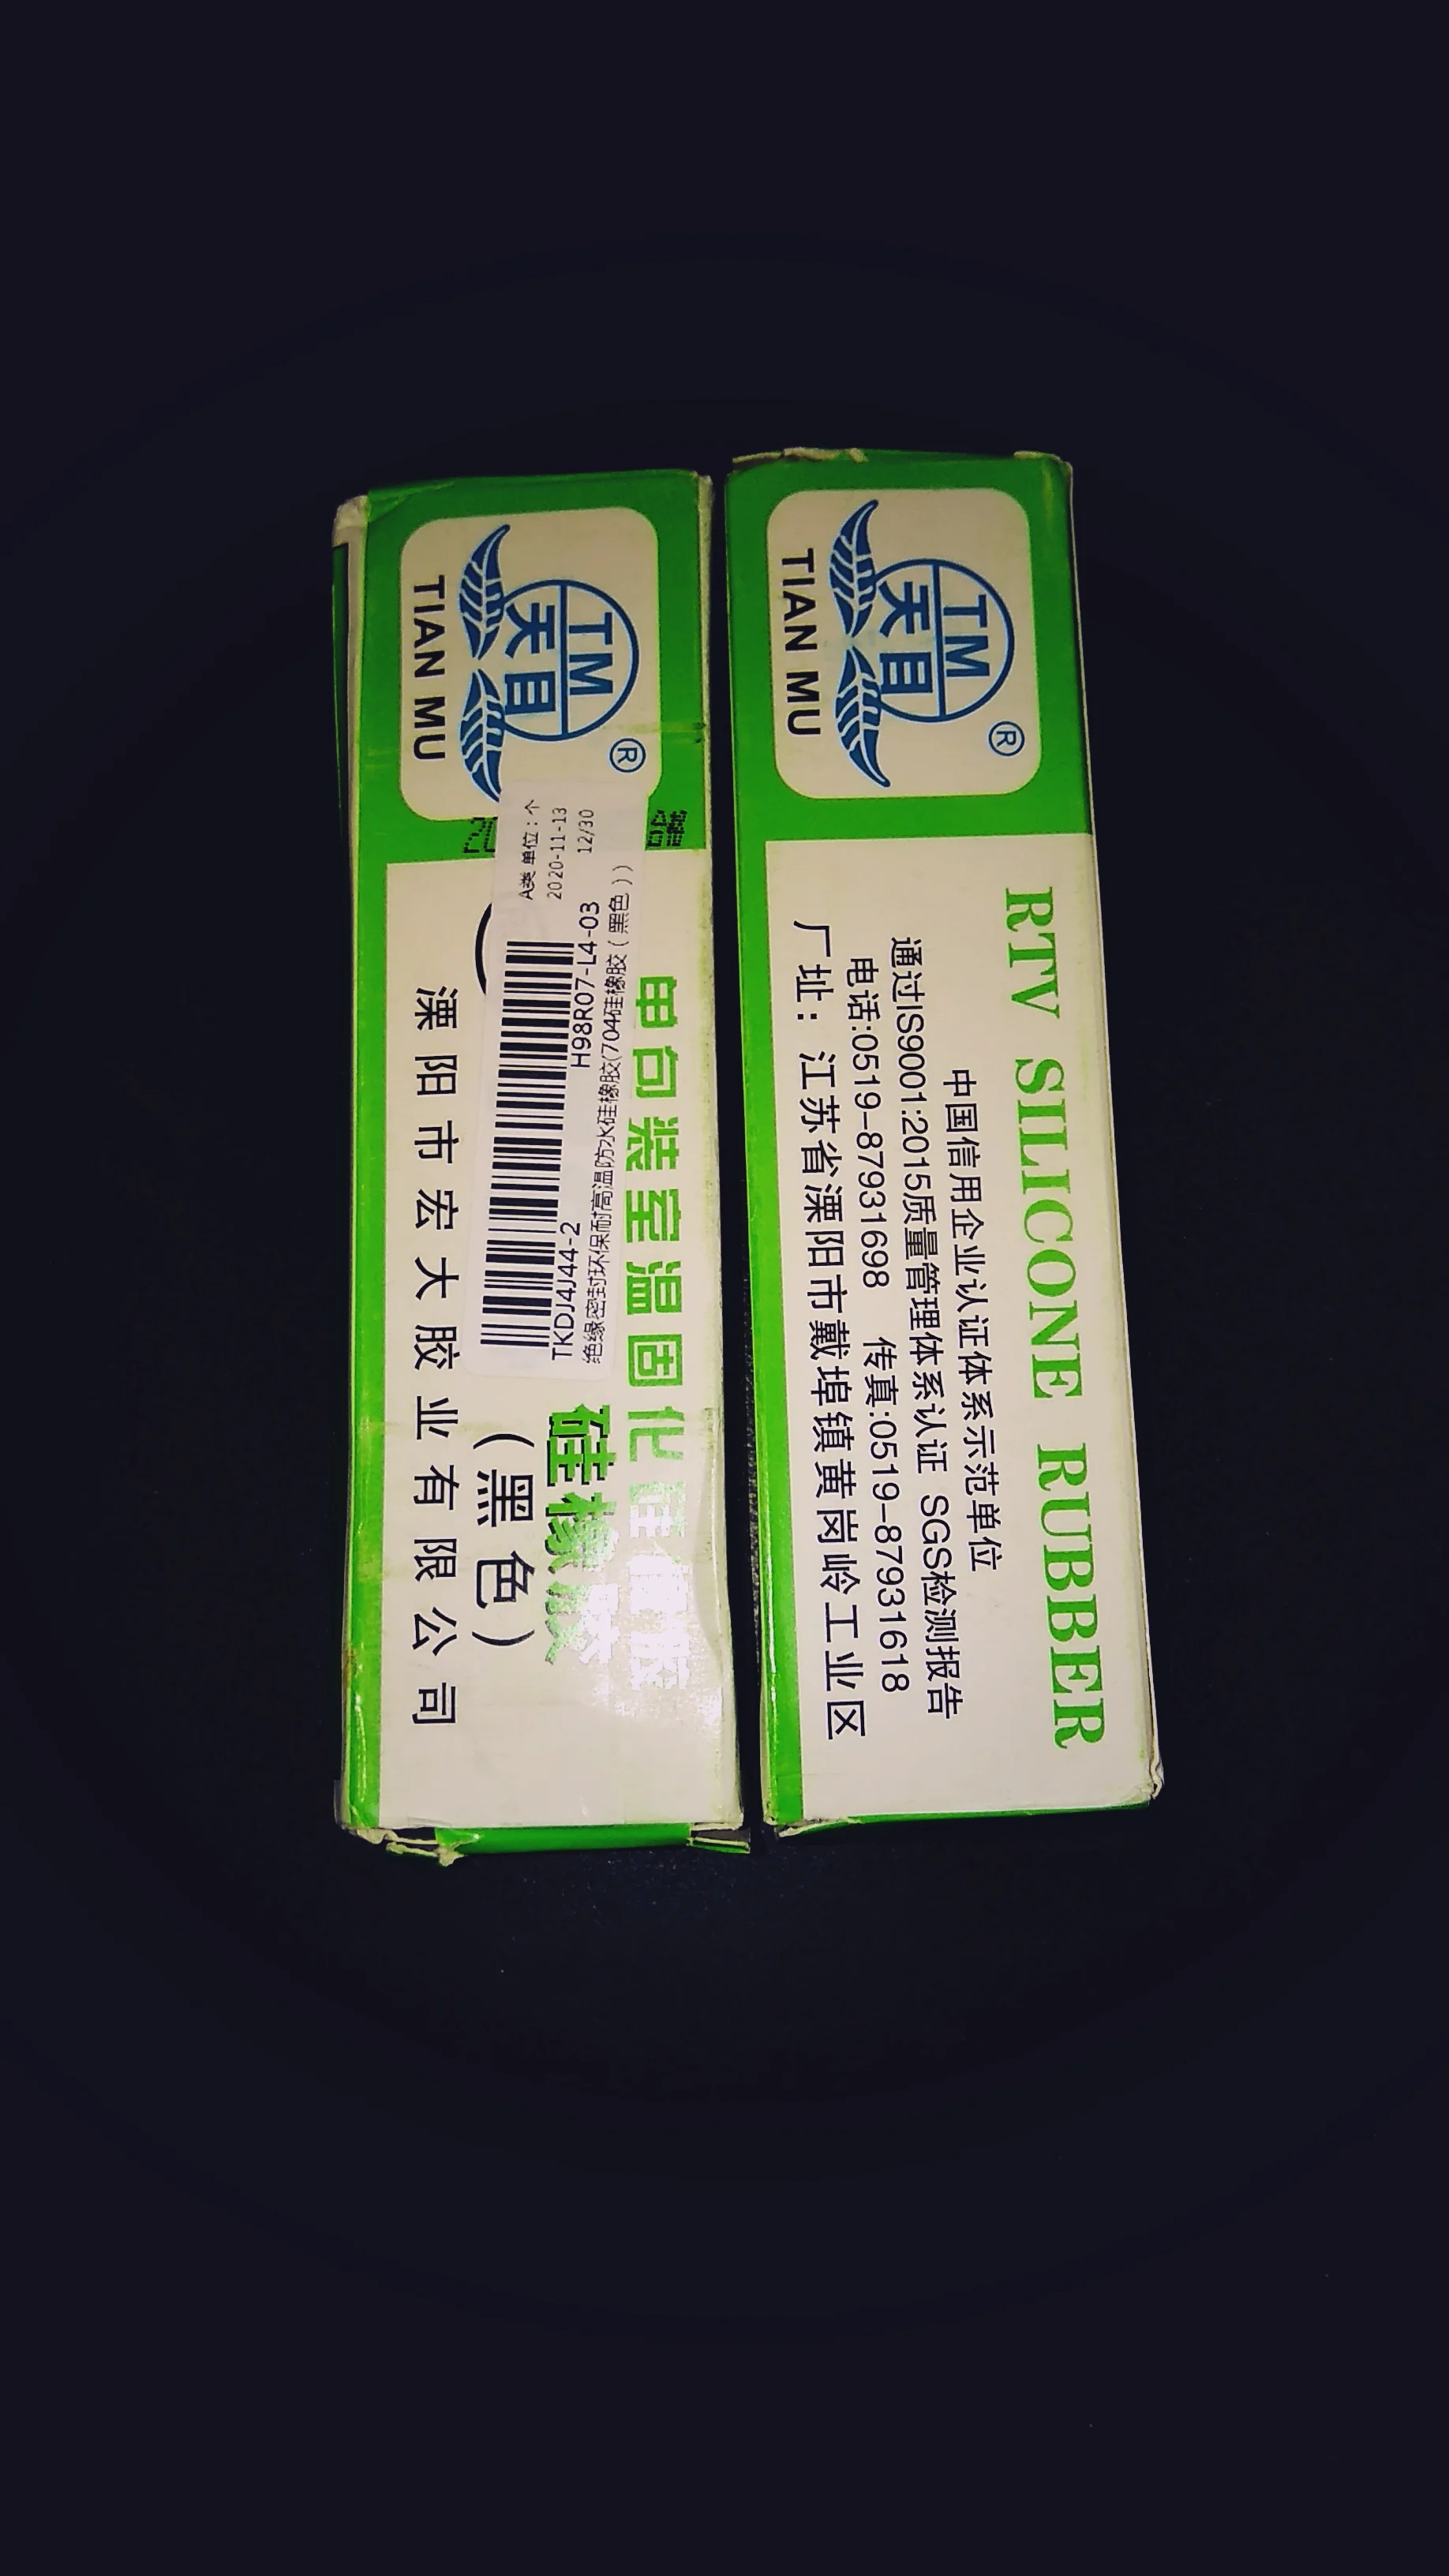 TM
天目
®
TIAN MU
A类 单位：个
2020-11-13
12/30
H98R07-L4-03
TKDJ4J44-2
绝缘密封环保耐高温防水硅橡胶(704硅橡胶（黑色）)
单包装室温固化硅橡胶
硅橡胶
（黑色）
溧阳市宏大胶业有限公司
TM
天目
®
TIAN MU
RTV SILICONE RUBBER
中国信用企业认证体系示范单位
通过IS9001:2015质量管理体系认证 SGS检测报告
电话:0519-87931698 传真:0519-87931618
厂址：江苏省溧阳市戴埠镇黄岗岭工业区